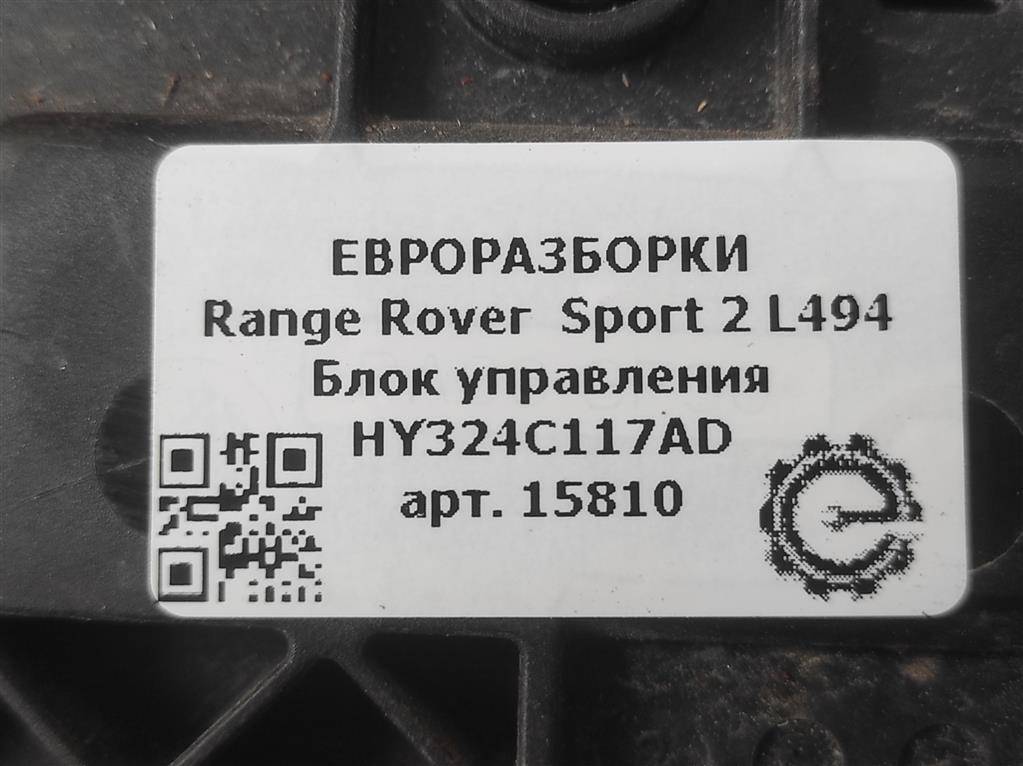 ЕВРОРАЗБОРКИ
Range Rover Sport 2 L494
Блок управления
HY324C117AD
арт. 15810